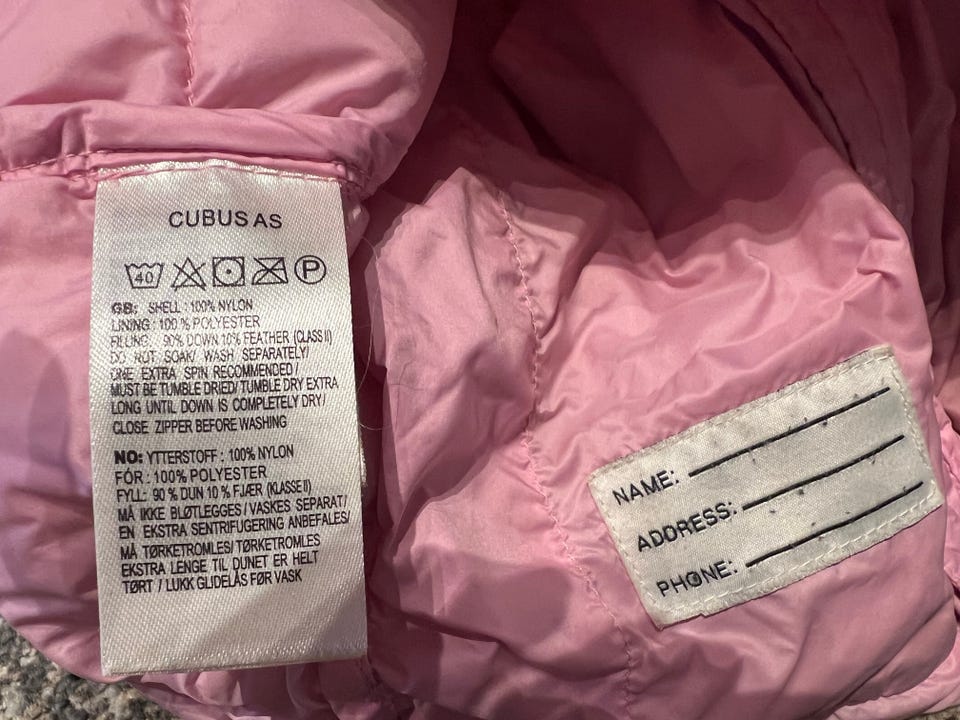 CUBUS AS
40 P
GB: SHELL : 100% NYLON
LINING : 100 % POLYESTER
FILLING: 90% DOWN 10% FEATHER (CLASS II)
DO NOT SOAK/ WASH SEPARATELY/
ONE EXTRA SPIN RECOMMENDED /
MUST BE TUMBLE DRIED/ TUMBLE DRY EXTRA
LONG UNTIL DOWN IS COMPLETELY DRY/
CLOSE ZIPPER BEFORE WASHING
NO: YTTERSTOFF : 100% NYLON
FÓR : 100% POLYESTER
FYLL: 90 % DUN 10 % FJÆR (KLASSE II)
MÅ IKKE BLØTLEGGES / VASKES SEPARAT/
EN EKSTRA SENTRIFUGERING ANBEFALES/
MÅ TØRKETROMLES/ TØRKETROMLES
EKSTRA LENGE TIL DUNET ER HELT
TØRT / LUKK GLIDELÅS FØR VASK
NAME:
ADDRESS:
PHONE: